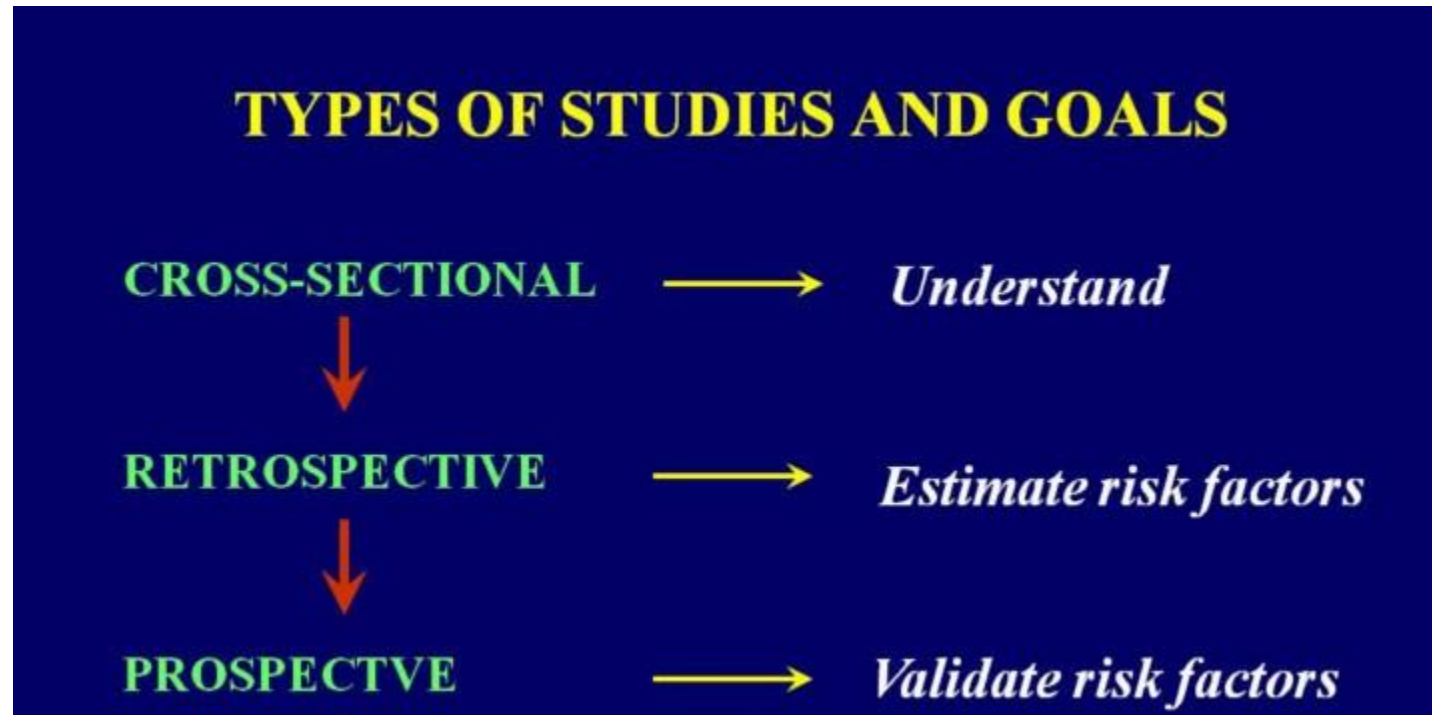 TYPES OF STUDIES AND GOALS
CROSS-SECTIONAL Understand
RETROSPECTIVE Estimate risk factors
PROSPECTVE Validate risk factors